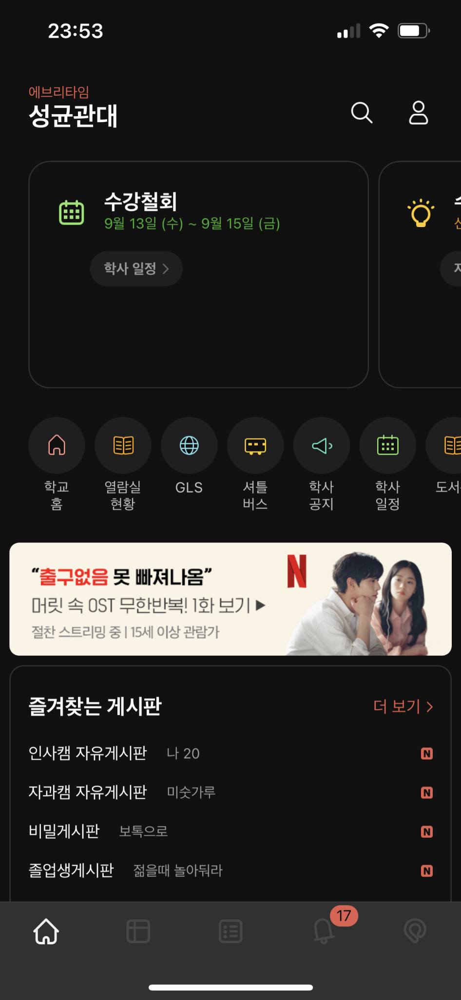 23:53
에브리타임
성균관대
수강철회
9월 13일 (수) ~ 9월 15일 (금)
학사 일정 >
학교
홈
열람실
현황
GLS
셔틀
버스
학사
공지
학사
일정
“출구없음 못 빠져나옴”
머릿 속 OST 무한반복! 1화 보기 ▶
절찬 스트리밍 중 | 15세 이상 관람가
N
즐겨찾는 게시판
더 보기 >
인사캠 자유게시판 나 20 N
자과캠 자유게시판 미숫가루 N
비밀게시판 보톡으로 N
졸업생게시판 젊을때 놀아둬라 N
17